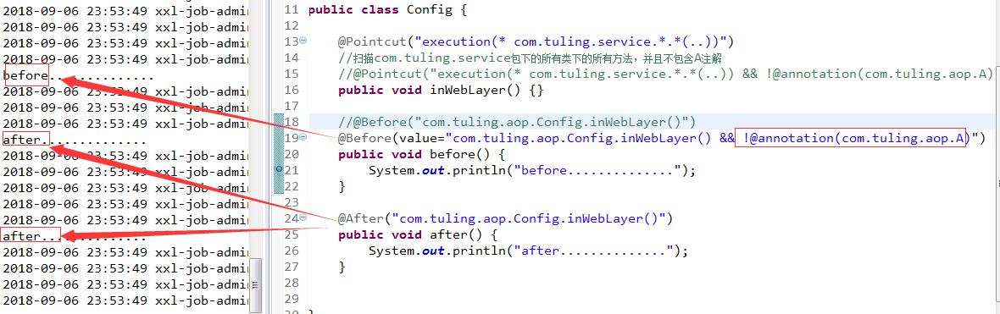 2018-09-06 23:53:49 xxl-job-admin
2018-09-06 23:53:49 xxl-job-admin
2018-09-06 23:53:49 xxl-job-admin
2018-09-06 23:53:49 xxl-job-admin
before..............
2018-09-06 23:53:49 xxl-job-admin
2018-09-06 23:53:49 xxl-job-admin
2018-09-06 23:53:49 xxl-job-admin
after..............
2018-09-06 23:53:49 xxl-job-admin
2018-09-06 23:53:49 xxl-job-admin
2018-09-06 23:53:49 xxl-job-admin
2018-09-06 23:53:49 xxl-job-admin
2018-09-06 23:53:49 xxl-job-admin
after..............
2018-09-06 23:53:49 xxl-job-admin
2018-09-06 23:53:49 xxl-job-admin
2018-09-06 23:53:49 xxl-job-admin
2018-09-06 23:53:49 xxl-job-admin
11 public class Config {
12
13 @Pointcut("execution(* com.tuling.service.*.*(..))")
14 //扫描com.tuling.service包下的所有类下的所有方法，并且不包含A注解
15 //@Pointcut("execution(* com.tuling.service.*.*(..)) && !@annotation(com.tuling.aop.A)
16 public void inWebLayer() {}
17
18 //@Before("com.tuling.aop.Config.inWebLayer()")
19 @Before(value="com.tuling.aop.Config.inWebLayer() && !@annotation(com.tuling.aop.A)")
20 public void before() {
21 System.out.println("before..............");
22 }
23
24 @After("com.tuling.aop.Config.inWebLayer()")
25 public void after() {
26 System.out.println("after..............");
27 }
28
29
30 }